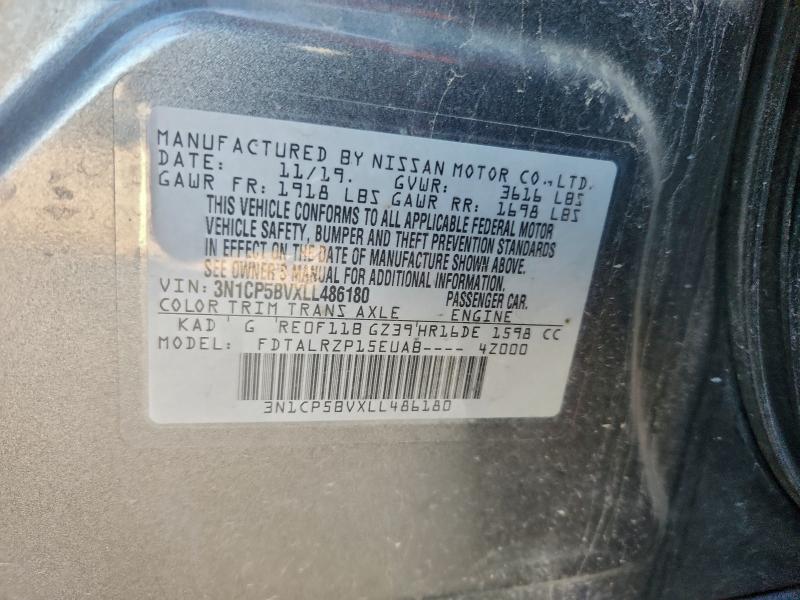 MANUFACTURED BY NISSAN MOTOR CO.,LTD.
DATE: 11/19. GVWR: 3616 LBS
GAWR FR: 1918 LBS GAWR RR: 1698 LBS
THIS VEHICLE CONFORMS TO ALL APPLICABLE FEDERAL MOTOR
VEHICLE SAFETY, BUMPER AND THEFT PREVENTION STANDARDS
IN EFFECT ON THE DATE OF MANUFACTURE SHOWN ABOVE.
SEE OWNER'S MANUAL FOR ADDITIONAL INFORMATION.
VIN: 3N1CP5BVXLL486180 PASSENGER CAR.
COLOR TRIM TRANS AXLE ENGINE
KAD G RE0F11B GZ39 HR16DE 1598 CC
MODEL: FDTALRZP15EUAB---- 4Z000
3N1CP5BVXLL486180